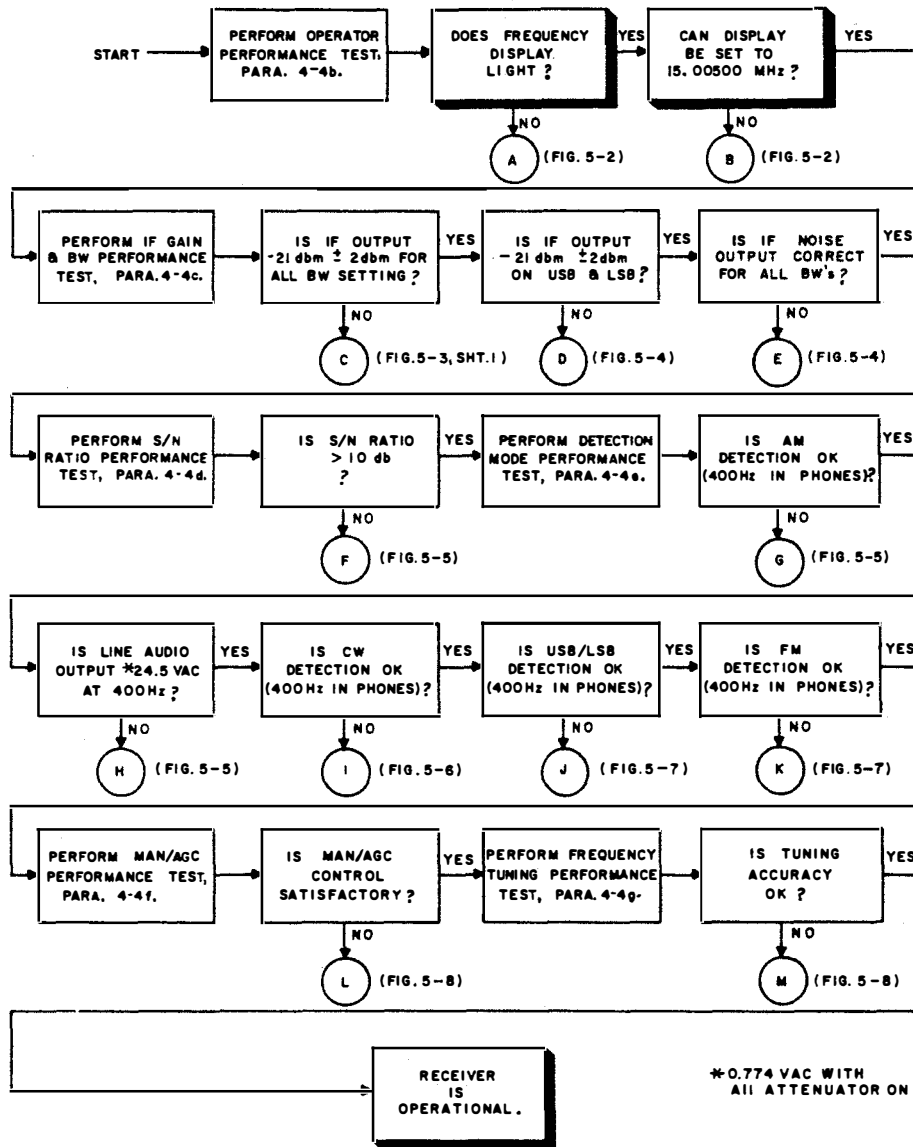 START
PERFORM OPERATOR
PERFORMANCE TEST.
PARA. 4-4b.
DOES FREQUENCY
DISPLAY
LIGHT ?
YES
CAN DISPLAY
BE SET TO
15.00500 MHz ?
YES
NO
NO
A
(FIG. 5-2)
B
(FIG. 5-2)
PERFORM IF GAIN
& BW PERFORMANCE
TEST, PARA. 4-4c.
IS IF OUTPUT
-21 dbm ± 2dbm FOR
ALL BW SETTING ?
YES
IS IF OUTPUT
-21 dbm ±2dbm
ON USB & LSB ?
YES
IS IF NOISE
OUTPUT CORRECT
FOR ALL BW's ?
YES
NO
NO
NO
C
(FIG. 5-3, SHT. 1)
D
(FIG. 5-4)
E
(FIG. 5-4)
PERFORM S/N
RATIO PERFORMANCE
TEST, PARA. 4-4d.
IS S/N RATIO
> 10 db
?
YES
PERFORM DETECTION
MODE PERFORMANCE
TEST, PARA. 4-4e.
IS AM
DETECTION OK
(400Hz IN PHONES) ?
YES
NO
NO
F
(FIG. 5-5)
G
(FIG. 5-5)
IS LINE AUDIO
OUTPUT *24.5 VAC
AT 400Hz ?
YES
IS CW
DETECTION OK
(400Hz IN PHONES) ?
YES
IS USB/LSB
DETECTION OK
(400Hz IN PHONES) ?
YES
IS FM
DETECTION OK
(400Hz IN PHONES) ?
YES
NO
NO
NO
NO
H
(FIG. 5-5)
I
(FIG. 5-6)
J
(FIG. 5-7)
K
(FIG. 5-7)
PERFORM MAN/AGC
PERFORMANCE TEST,
PARA. 4-4f.
IS MAN/AGC
CONTROL
SATISFACTORY ?
YES
PERFORM FREQUENCY
TUNING PERFORMANCE
TEST, PARA. 4-4g.
IS TUNING
ACCURACY
OK ?
YES
NO
NO
L
(FIG. 5-8)
M
(FIG. 5-8)
RECEIVER
IS
OPERATIONAL.
*0.774 VAC WITH
All ATTENUATOR ON